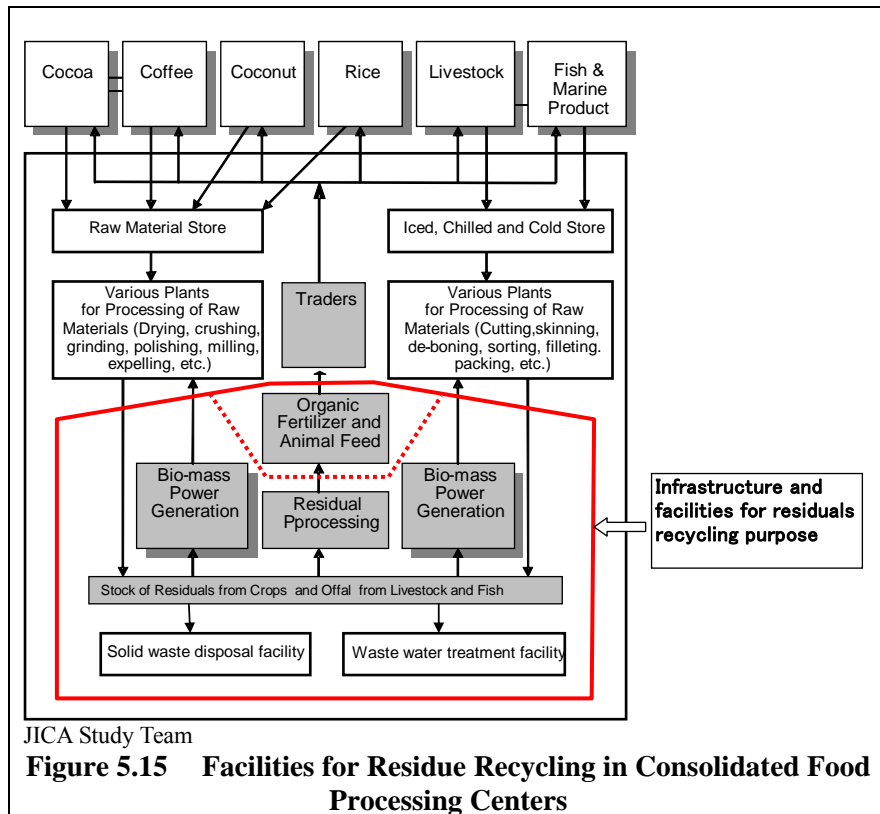 Cocoa
Coffee
Coconut
Rice
Livestock
Fish &
Marine
Product
Raw Material Store
Iced, Chilled and Cold Store
Various Plants
for Processing of Raw
Materials (Drying, crushing,
grinding, polishing, milling,
expelling, etc.)
Traders
Various Plants
for Processing of Raw
Materials (Cutting,skinning,
de-boning, sorting, filleting.
packing, etc.)
Organic
Fertilizer and
Animal Feed
Bio-mass
Power
Generation
Residual
Pprocessing
Bio-mass
Power
Generation
Infrastructure and
facilities for residuals
recycling purpose
Stock of Residuals from Crops and Offal from Livestock and Fish
Solid waste disposal facility
Waste water treatment facility
JICA Study Team
Figure 5.15 Facilities for Residue Recycling in Consolidated Food
Processing Centers